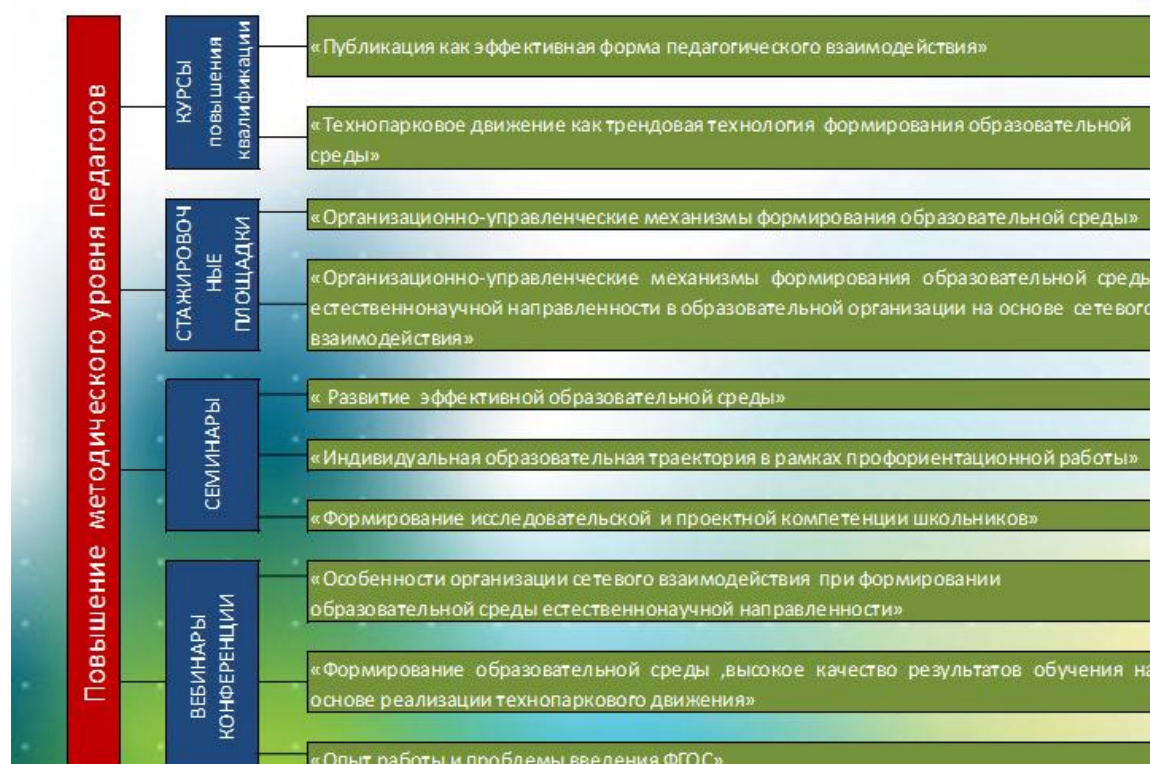 Повышение методического уровня педагогов
КУРСЫ
повышения
квалификации
«Публикация как эффективная форма педагогического взаимодействия»
«Технопарковое движение как трендовая технология формирования образовательной
среды»
СТАЖИРОВОЧ
НЫЕ
ПЛОЩАДКИ
«Организационно-управленческие механизмы формирования образовательной среды»
«Организационно-управленческие механизмы формирования образовательной среды
естественнонаучной направленности в образовательной организации на основе сетевого
взаимодействия»
СЕМИНАРЫ
« Развитие эффективной образовательной среды»
«Индивидуальная образовательная траектория в рамках профориентационной работы»
«Формирование исследовательской и проектной компетенции школьников»
ВЕБИНАРЫ
КОНФЕРЕНЦИИ
«Особенности организации сетевого взаимодействия при формировании
образовательной среды естественнонаучной направленности»
«Формирование образовательной среды ,высокое качество результатов обучения на
основе реализации технопаркового движения»
«Опыт работы и проблемы введения ФГОС»